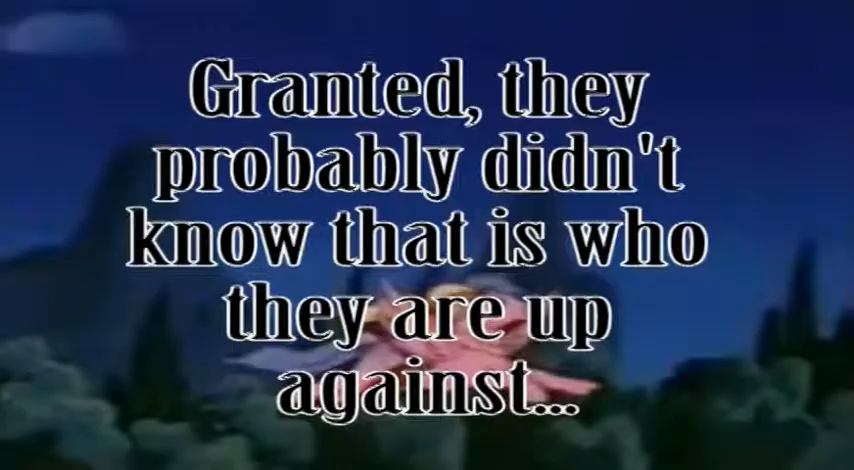 Granted, they
probably didn't
know that is who
they are up
against...